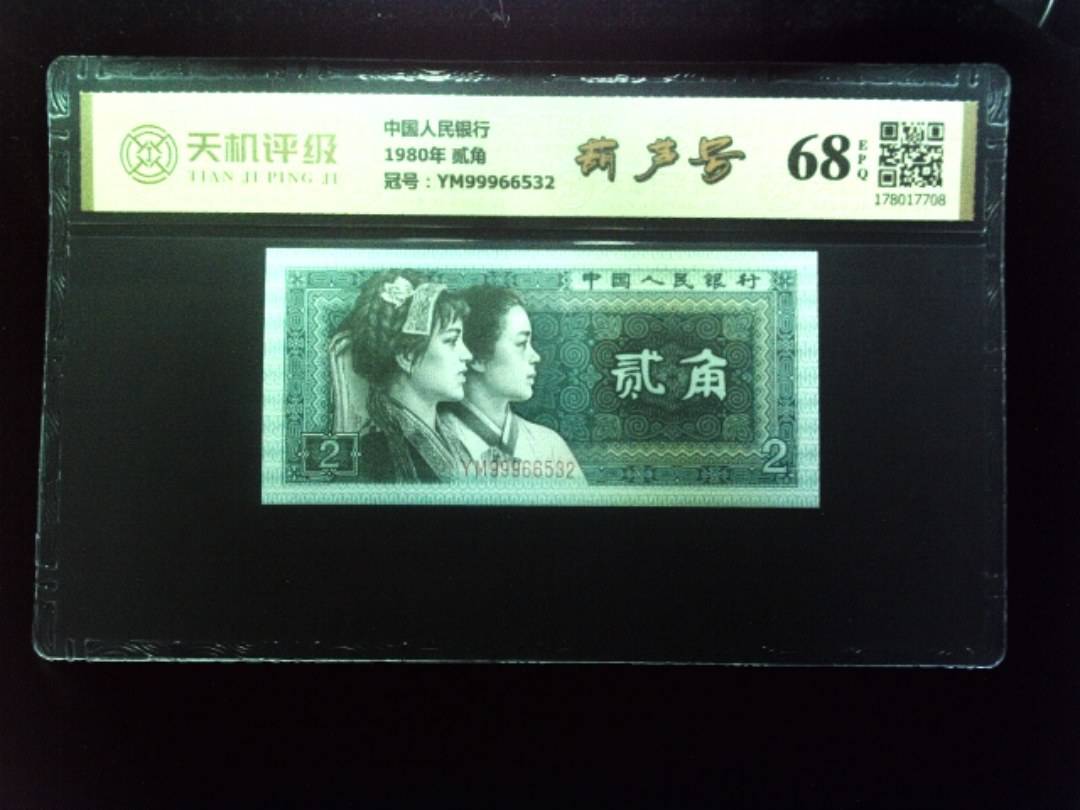 天机评级
TIAN JI PING JI
中国人民银行
1980年 贰角
冠号：YM99966532
葫芦号
68
EPQ
178017708
中国人民银行
贰角
2
2
YM99966532